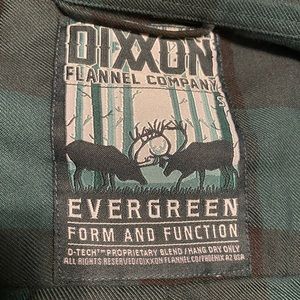 DIXXON
FLANNEL COMPANY
S
EVERGREEN
FORM AND FUNCTION
D-TECH™ PROPRIETARY BLEND / HANG DRY ONLY
ALL RIGHTS RESERVED/DIXXON FLANNEL CO/PHOENIX AZ USA